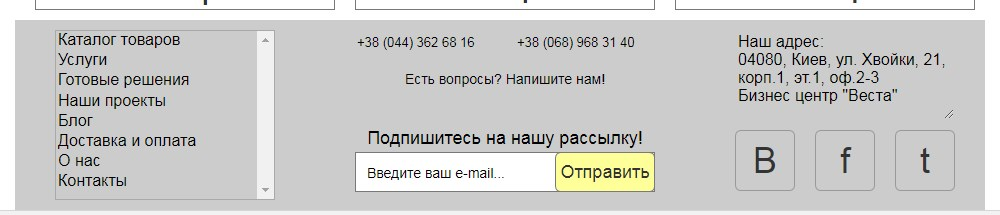 Каталог товаров
Услуги
Готовые решения
Наши проекты
Блог
Доставка и оплата
О нас
Контакты
+38 (044) 362 68 16
+38 (068) 968 31 40
Есть вопросы? Напишите нам!
Подпишитесь на нашу рассылку!
Введите ваш e-mail...
Отправить
Наш адрес:
04080, Киев, ул. Хвойки, 21,
корп.1, эт.1, оф.2-3
Бизнес центр "Веста"
В f t